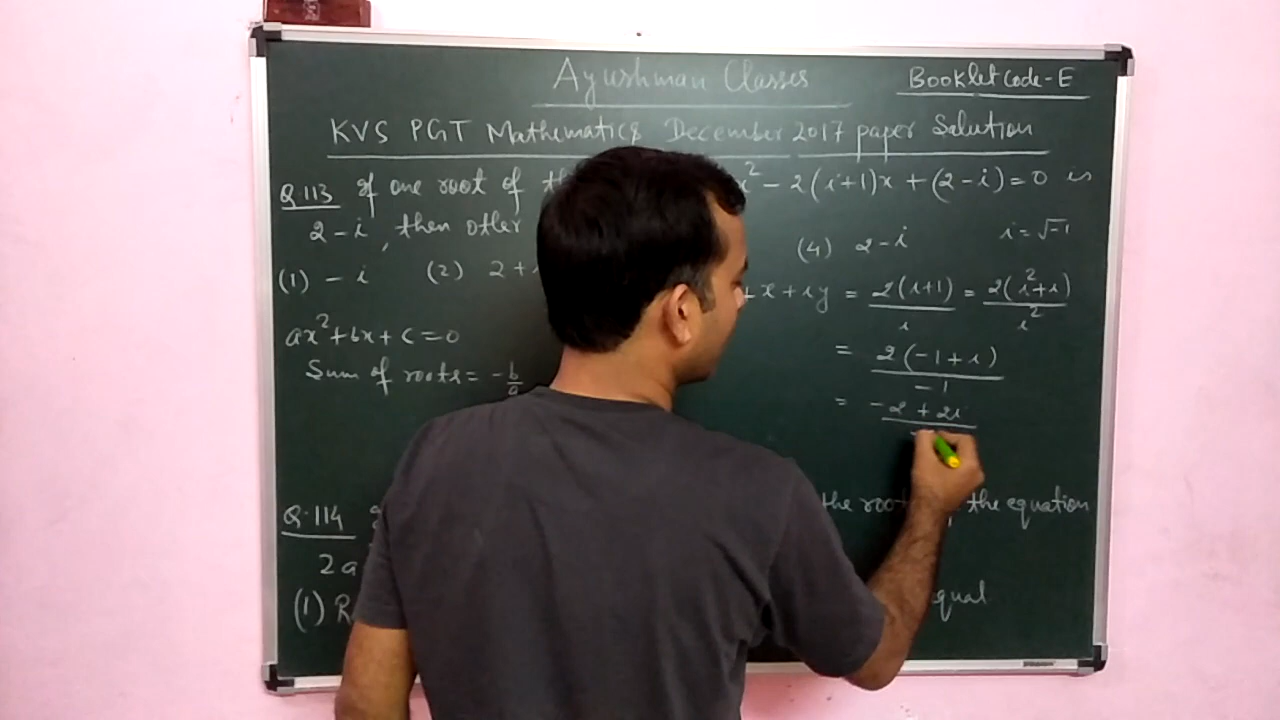 Ayushman Classes
Booklet Code - E
KVS PGT Mathematics December 2017 paper Solution
Q.113 If one root of x² - 2(i+1)x + (2-i) = 0 is
2-i, then other (4) 2-i i = √-1
(1) -i (2) 2+
+ x + iy = 2(i+1)/i = 2(i²+i)/i²
ax² + bx + c = 0
= 2(-1+i)/-1
Sum of roots = -b/a
= -2+2i
Q.114 the roots the equation
2a
(1) R equal